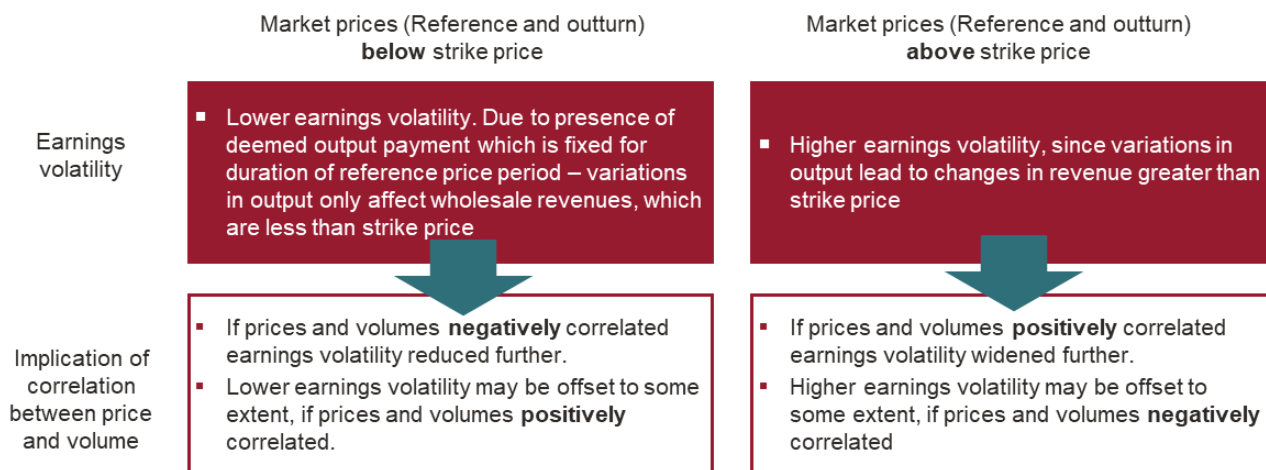 Market prices (Reference and outturn)
below strike price
Market prices (Reference and outturn)
above strike price
Earnings
volatility
▪ Lower earnings volatility. Due to presence of
deemed output payment which is fixed for
duration of reference price period – variations
in output only affect wholesale revenues, which
are less than strike price
▪ Higher earnings volatility, since variations in
output lead to changes in revenue greater than
strike price
Implication of
correlation
between price
and volume
▪ If prices and volumes negatively correlated
earnings volatility reduced further.
▪ Lower earnings volatility may be offset to some
extent, if prices and volumes positively
correlated.
▪ If prices and volumes positively correlated
earnings volatility widened further.
▪ Higher earnings volatility may be offset to
some extent, if prices and volumes negatively
correlated